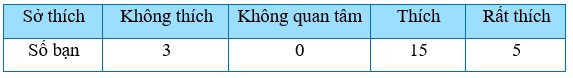 Sở thích Không thích Không quan tâm Thích Rất thích
Số bạn 3 0 15 5